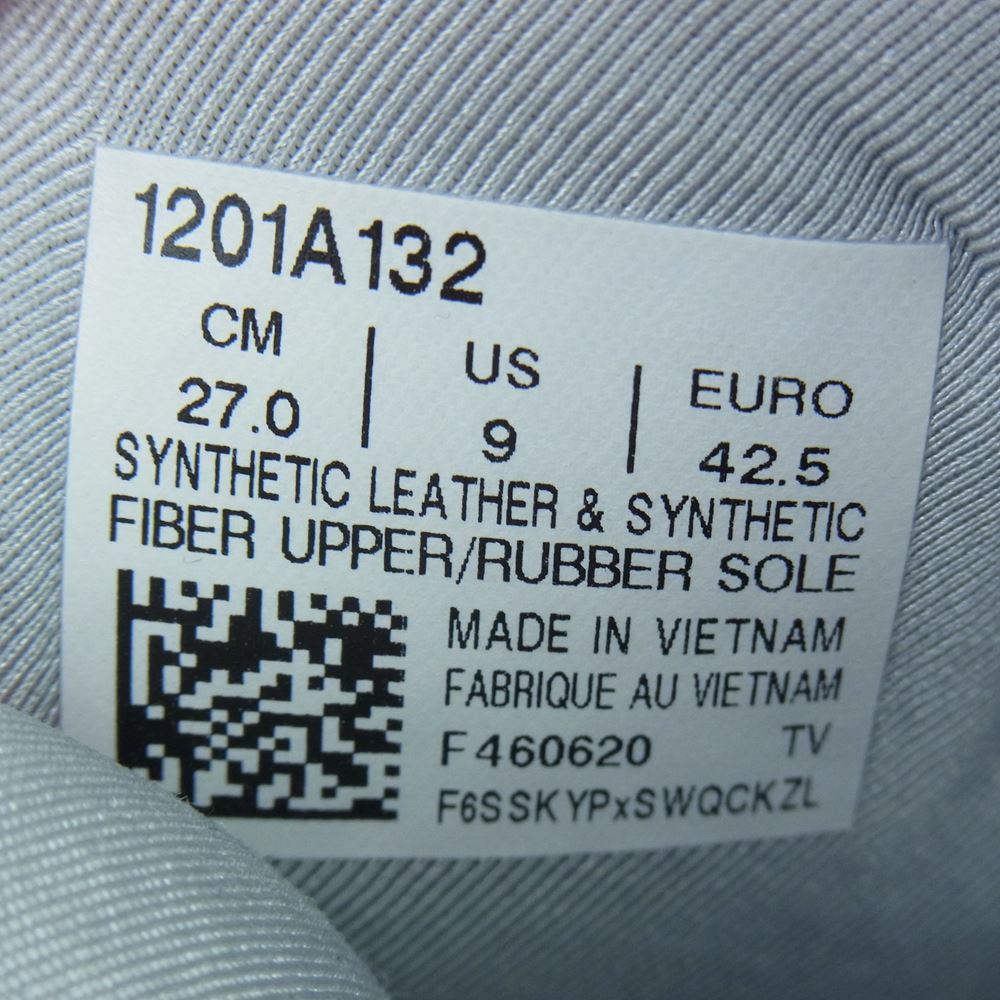 1201A132
CM | US | EURO
27.0 | 9 | 42.5
SYNTHETIC LEATHER & SYNTHETIC
FIBER UPPER/RUBBER SOLE
MADE IN VIETNAM
FABRIQUE AU VIETNAM
F460620 TV
F6SSKYPxSWQCKZL